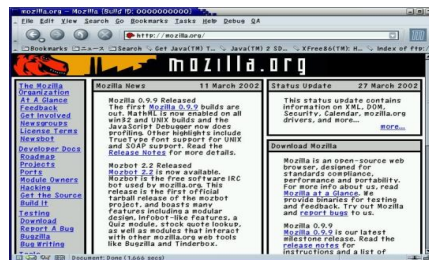 mozilla.org - Mozilla {Build ID: 0000000000}
File Edit View Search Go Bookmarks Tasks Help Debug QA
http://mozilla.org/
Bookmarks ニュース Search Get Java(TM) T... Java(TM) 2 SD... XFree86(TM): H... Index of ftp:/
mozilla.org
The Mozilla
Organization
At A Glance
Feedback
Get Involved
Newsgroups
License Terms
Newsbot
Developer Docs
Roadmap
Projects
Ports
Module Owners
Hacking
Get the Source
Build It
Testing
Download
Report A Bug
Bugzilla
Bug Writing
Mozilla News 11 March 2002
Mozilla 0.9.9 Released
The first Mozilla 0.9.9 builds are
out. MathML is now enabled on all
win32 and UNIX builds and the
JavaScript Debugger now does
profiling. Other highlights include
TrueType font support for UNIX
and SOAP support. Read the
Release Notes for more details.
Mozbot 2.2 Released
Mozbot 2.2 is now available.
Mozbot is the free software IRC
bot used by mozilla.org. This
release is the first official
tarball release of the mozbot
project, and boasts many
features including a modular
design, infobot-like features, a
Quiz module, stock quote lookup,
as well as modules that interact
with other mozilla.org web tools
like Bugzilla and Tinderbox.
Status Update 27 March 2002
This status update contains
information on XML, DOM,
Security, Calendar, mozilla.org
drivers, and more...
more...
Download Mozilla
Mozilla is an open-source web
browser, designed for
standards compliance,
performance and portability.
For more info about us, read
Mozilla at a Glance. We
provide binaries for testing
and feedback. Try out Mozilla
and report bugs to us.
Mozilla 0.9.9
Mozilla 0.9.9 is our latest
milestone release. Read the
release notes for
instructions and a list of
Document: Done (1.666 secs)